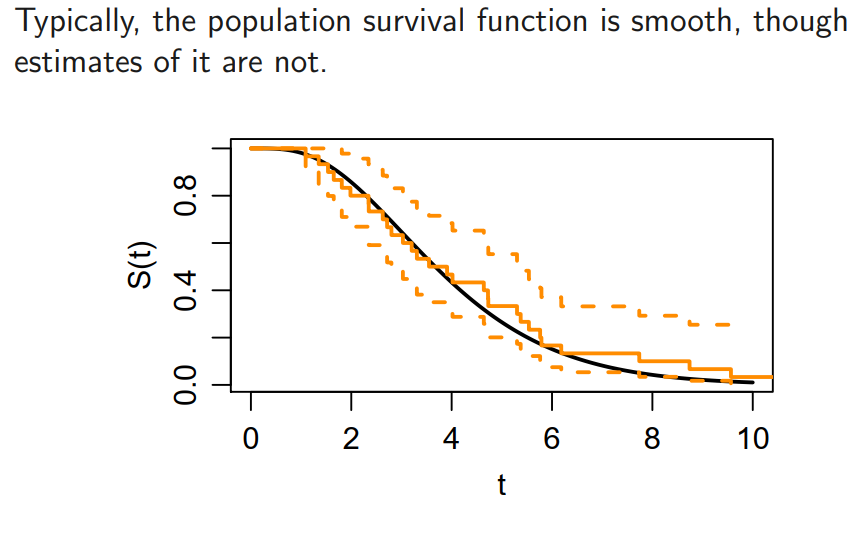 Typically, the population survival function is smooth, though
estimates of it are not.
S(t)
0.8
0.4
0.0
0 2 4 6 8 10
t